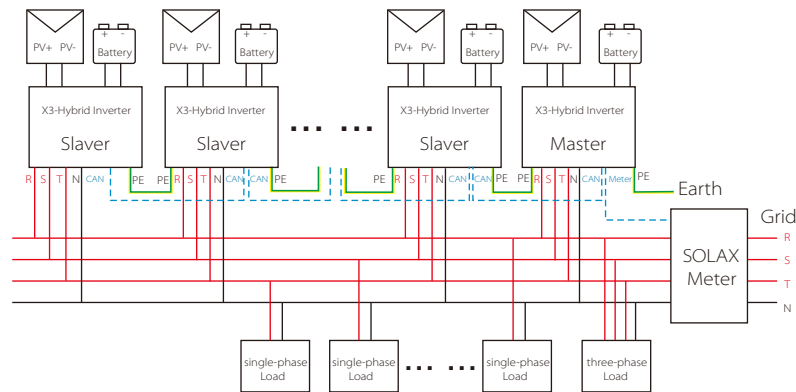 PV+ PV-
+ -
Battery
PV+ PV-
+ -
Battery
PV+ PV-
+ -
Battery
PV+ PV-
+ -
Battery
X3-Hybrid Inverter
Slaver
X3-Hybrid Inverter
Slaver
... ...
X3-Hybrid Inverter
Slaver
X3-Hybrid Inverter
Master
R S T N CAN PE
PE R S T N CAN CAN PE
PE R S T N CAN CAN PE
PE R S T N CAN Meter PE
Earth
Grid
SOLAX
Meter
R
S
T
N
single-phase
Load
single-phase
Load
... ...
single-phase
Load
three-phase
Load